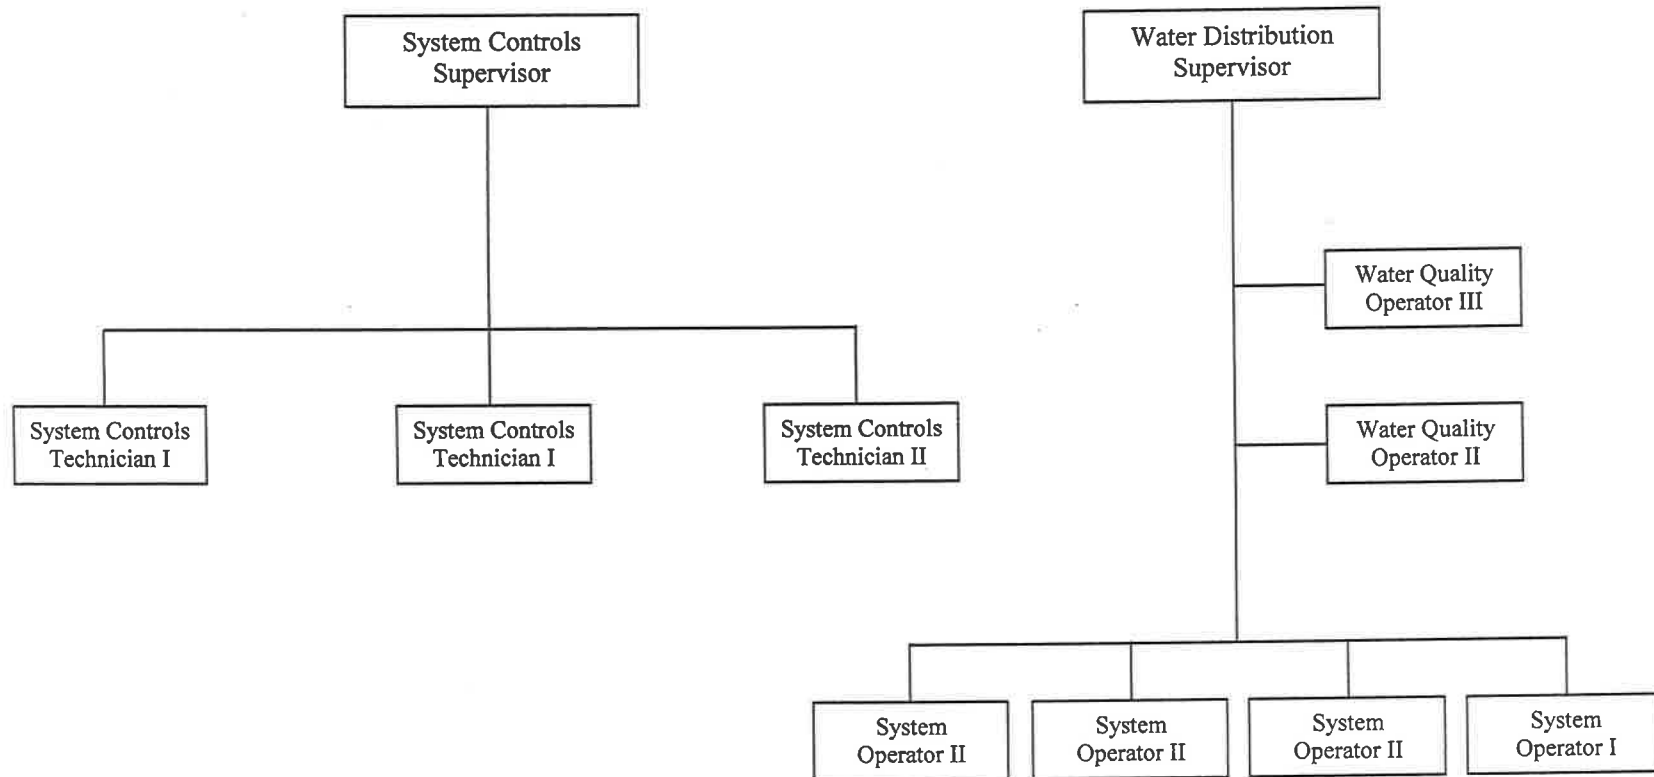 System Controls
Supervisor
Water Distribution
Supervisor
Water Quality
Operator III
Water Quality
Operator II
System Controls
Technician I
System Controls
Technician I
System Controls
Technician II
System
Operator II
System
Operator II
System
Operator II
System
Operator I